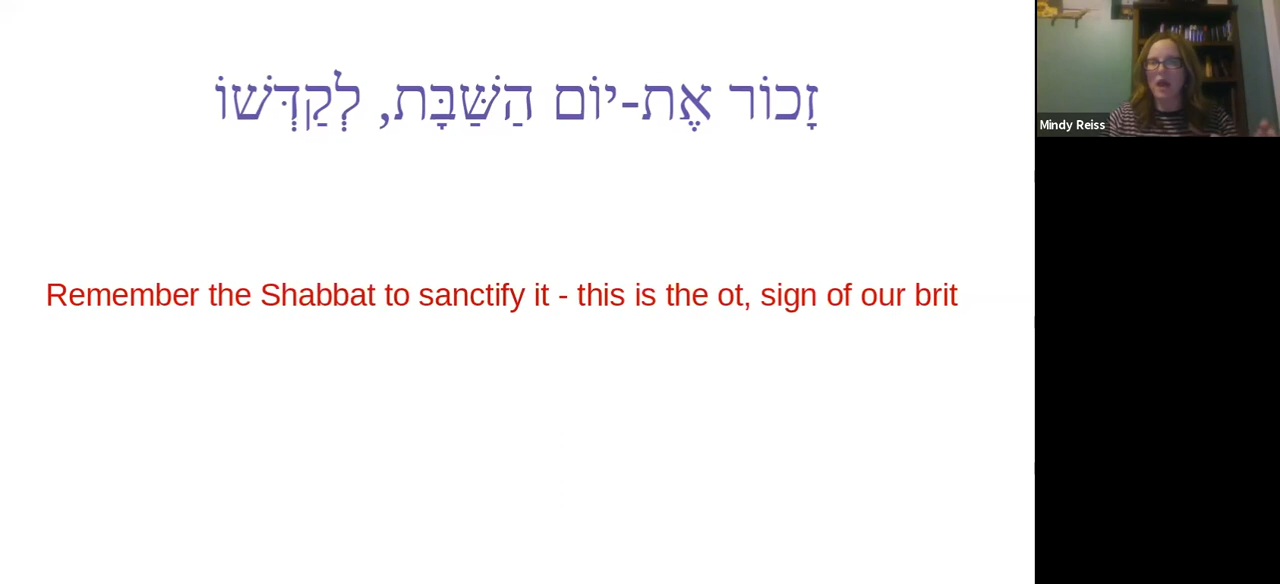 זָכוֹר אֶת-יוֹם הַשַּׁבָּת, לְקַדְּשׁוֹ
Remember the Shabbat to sanctify it - this is the ot, sign of our brit
Mindy Reiss